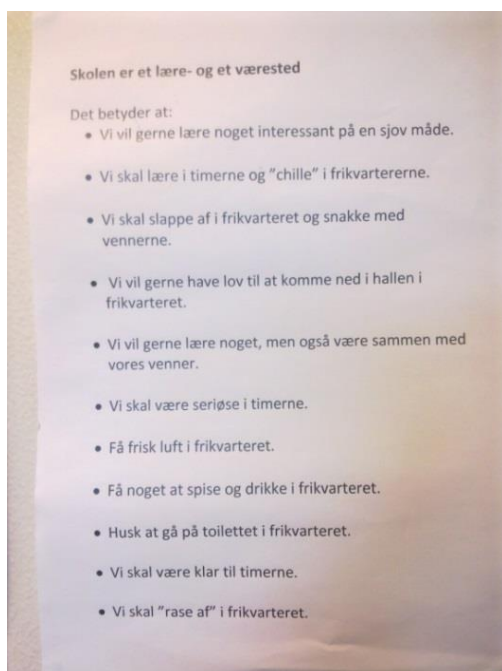 Skolen er et lære- og et værested
Det betyder at:
• Vi vil gerne lære noget interessant på en sjov måde.
• Vi skal lære i timerne og ”chille” i frikvartererne.
• Vi skal slappe af i frikvarteret og snakke med
vennerne.
• Vi vil gerne have lov til at komme ned i hallen i
frikvarteret.
• Vi vil gerne lære noget, men også være sammen med
vores venner.
• Vi skal være seriøse i timerne.
• Få frisk luft i frikvarteret.
• Få noget at spise og drikke i frikvarteret.
• Husk at gå på toilettet i frikvarteret.
• Vi skal være klar til timerne.
• Vi skal ”rase af” i frikvarteret.